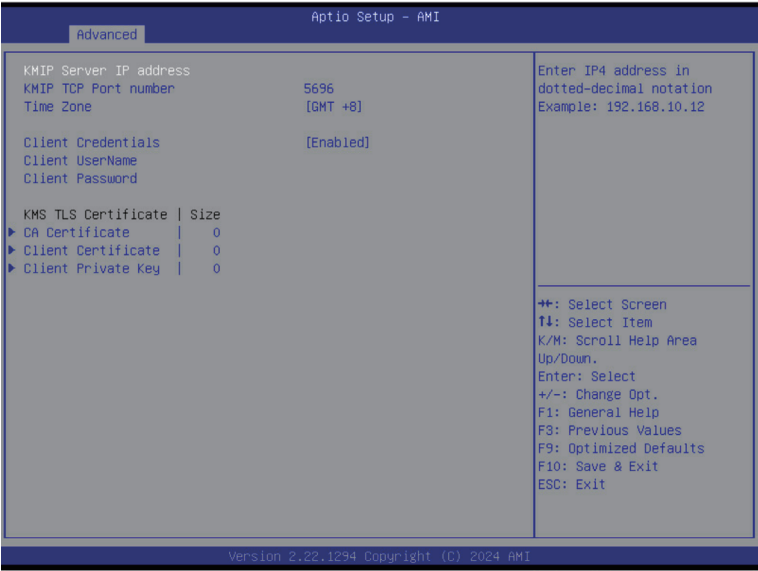 Aptio Setup - AMI
Advanced
KMIP Server IP address
KMIP TCP Port number 5696
Time Zone [GMT +8]
Client Credentials [Enabled]
Client UserName
Client Password
KMS TLS Certificate | Size
CA Certificate | 0
Client Certificate | 0
Client Private Key | 0
Enter IP4 address in
dotted-decimal notation
Example: 192.168.10.12
→←: Select Screen
↑↓: Select Item
K/M: Scroll Help Area
Up/Down.
Enter: Select
+/-: Change Opt.
F1: General Help
F3: Previous Values
F9: Optimized Defaults
F10: Save & Exit
ESC: Exit
Version 2.22.1294 Copyright (C) 2024 AMI